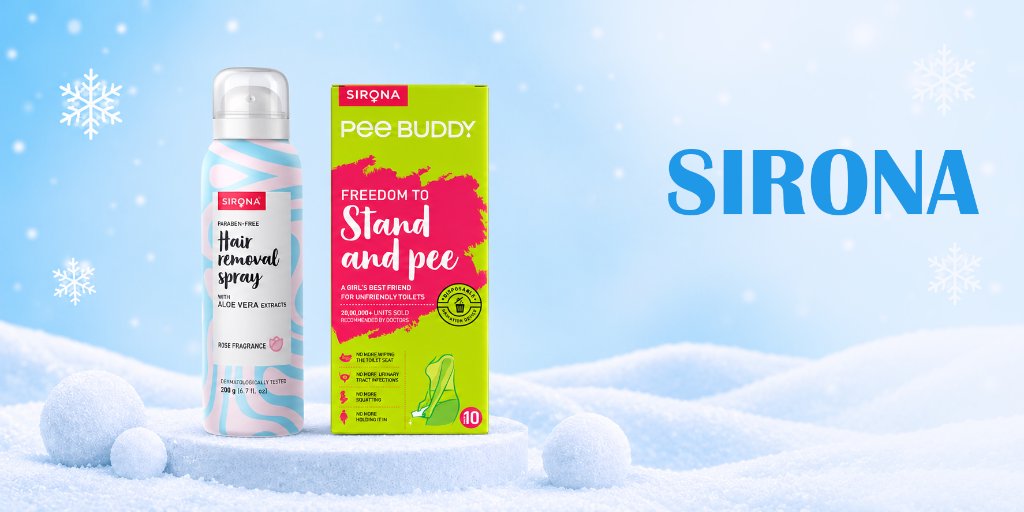 SIRONA
PARABEN-FREE
Hair
removal
spray
WITH
ALOE VERA EXTRACTS
ROSE FRAGRANCE
DERMATOLOGICALLY TESTED
200 g (6.7 fl. oz)
SIRONA
Pee BUDDY
FREEDOM TO
Stand
and pee
A GIRL'S BEST FRIEND
FOR UNFRIENDLY TOILETS
20,00,000+ UNITS SOLD
RECOMMENDED BY DOCTORS
NO MORE WIPING
THE TOILET SEAT
NO MORE URINARY
TRACT INFECTIONS
NO MORE
SQUATTING
NO MORE
HOLDING IT IN
10
SIRONA